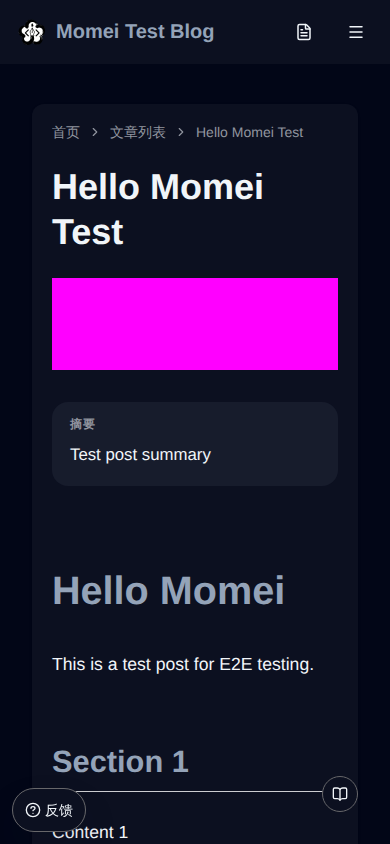 Momei Test Blog
首页 > 文章列表 > Hello Momei Test
Hello Momei
Test
摘要
Test post summary
Hello Momei
This is a test post for E2E testing.
Section 1
反馈
Content 1